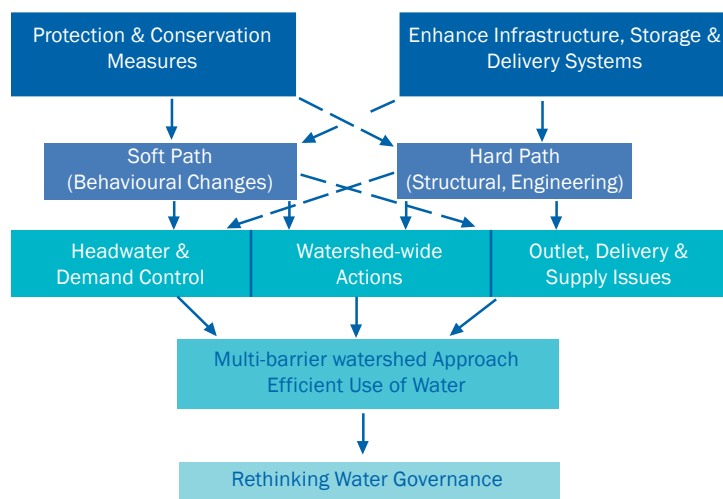 Protection & Conservation
Measures
Enhance Infrastructure, Storage &
Delivery Systems
Soft Path
(Behavioural Changes)
Hard Path
(Structural, Engineering)
Headwater &
Demand Control
Watershed-wide
Actions
Outlet, Delivery &
Supply Issues
Multi-barrier watershed Approach
Efficient Use of Water
Rethinking Water Governance